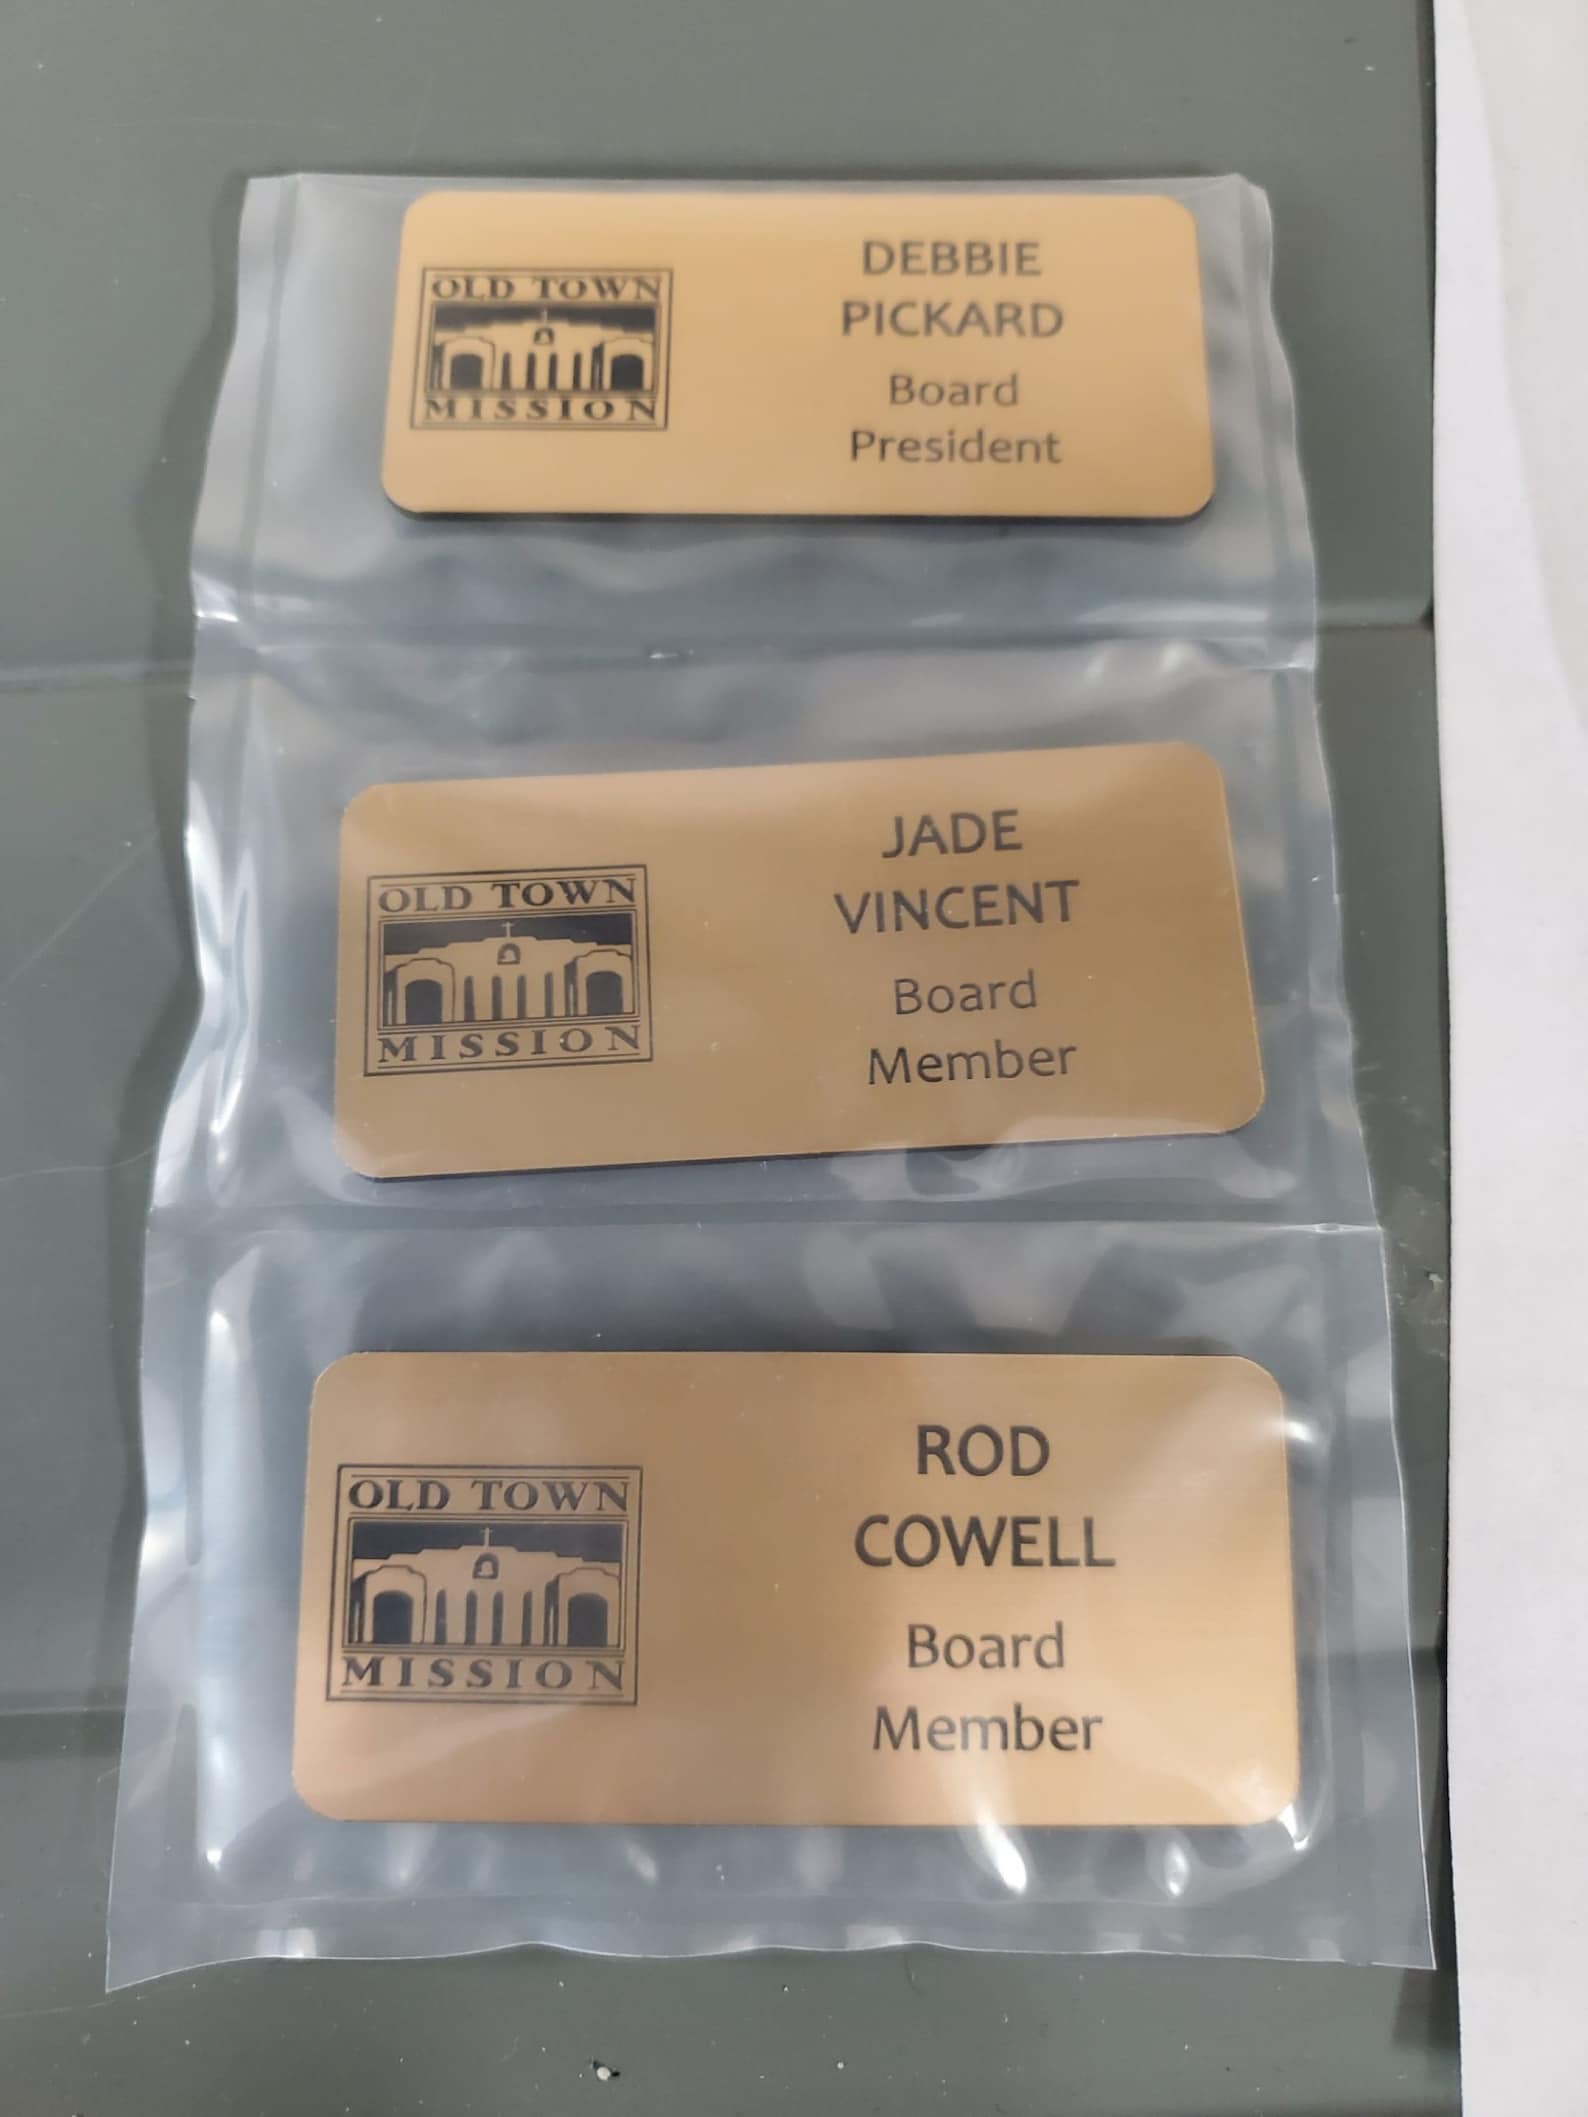 OLD TOWN
MISSION
DEBBIE
PICKARD
Board
President
OLD TOWN
MISSION
JADE
VINCENT
Board
Member
OLD TOWN
MISSION
ROD
COWELL
Board
Member